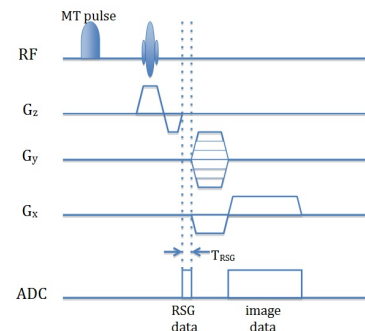 MT pulse
RF
Gz
Gy
Gx
TRSG
ADC
RSG
data
image
data